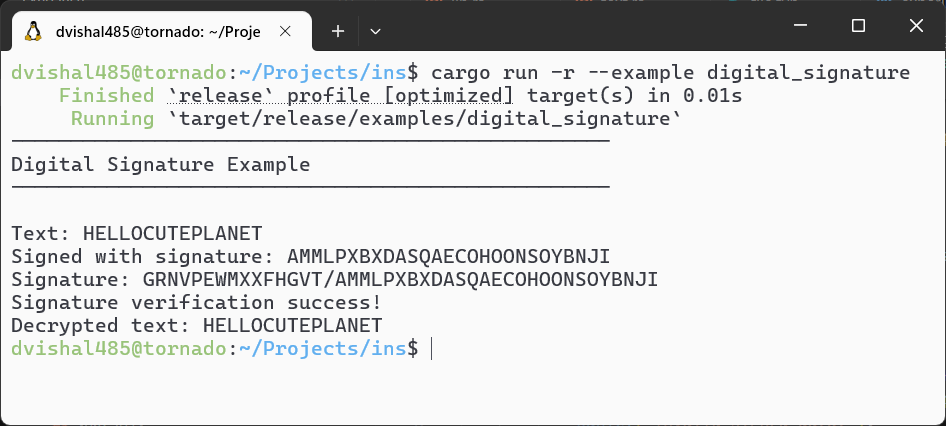 dvishal485@tornado: ~/Proje
dvishal485@tornado:~/Projects/ins$ cargo run -r --example digital_signature
Finished `release` profile [optimized] target(s) in 0.01s
Running `target/release/examples/digital_signature`
Digital Signature Example
Text: HELLOCUTEPLANET
Signed with signature: AMMLPXBXDASQAECOHOONSOYBNJI
Signature: GRNVPEWMXXFHGVT/AMMLPXBXDASQAECOHOONSOYBNJI
Signature verification success!
Decrypted text: HELLOCUTEPLANET
dvishal485@tornado:~/Projects/ins$